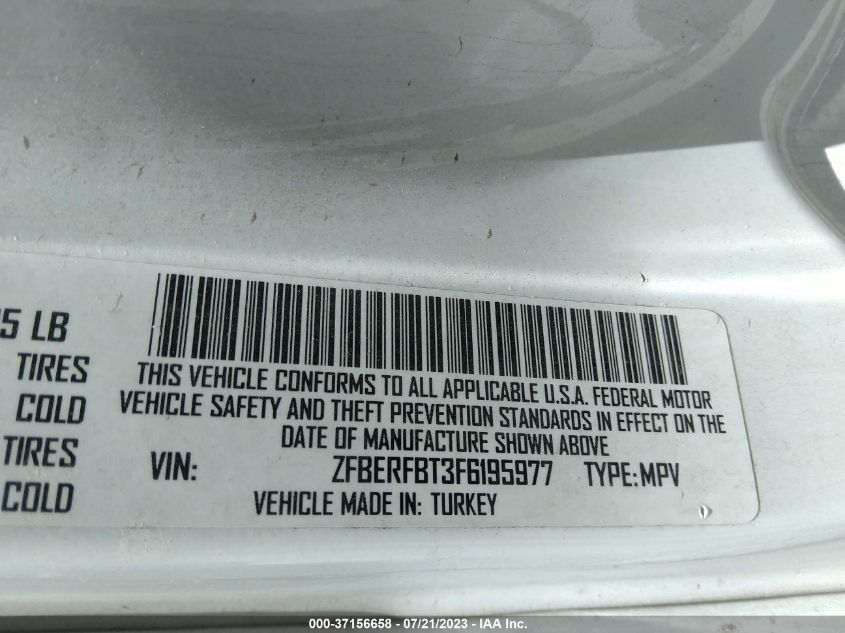 5 LB
TIRES
COLD
TIRES
COLD
THIS VEHICLE CONFORMS TO ALL APPLICABLE U.S.A. FEDERAL MOTOR
VEHICLE SAFETY AND THEFT PREVENTION STANDARDS IN EFFECT ON THE
DATE OF MANUFACTURE SHOWN ABOVE
VIN: ZFBERFBT3F6195977 TYPE:MPV
VEHICLE MADE IN: TURKEY
000-37156658 - 07/21/2023 - IAA Inc.